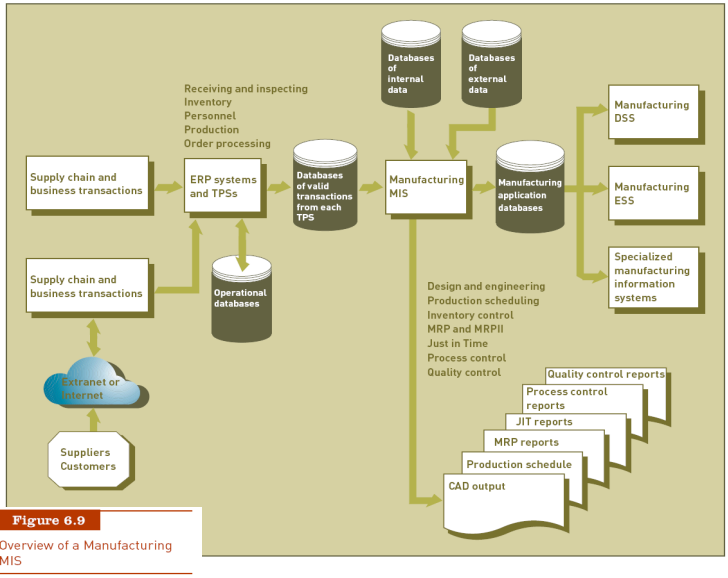 Databases
of
internal
data
Databases
of
external
data
Receiving and inspecting
Inventory
Personnel
Production
Order processing
Supply chain and
business transactions
ERP systems
and TPSs
Databases
of valid
transactions
from each
TPS
Manufacturing
MIS
Manufacturing
application
databases
Manufacturing
DSS
Manufacturing
ESS
Specialized
manufacturing
information
systems
Supply chain and
business transactions
Operational
databases
Extranet or
Internet
Suppliers
Customers
Design and engineering
Production scheduling
Inventory control
MRP and MRPII
Just in Time
Process control
Quality control
Quality control reports
Process control
reports
JIT reports
MRP reports
Production schedule
CAD output
Figure 6.9
Overview of a Manufacturing
MIS